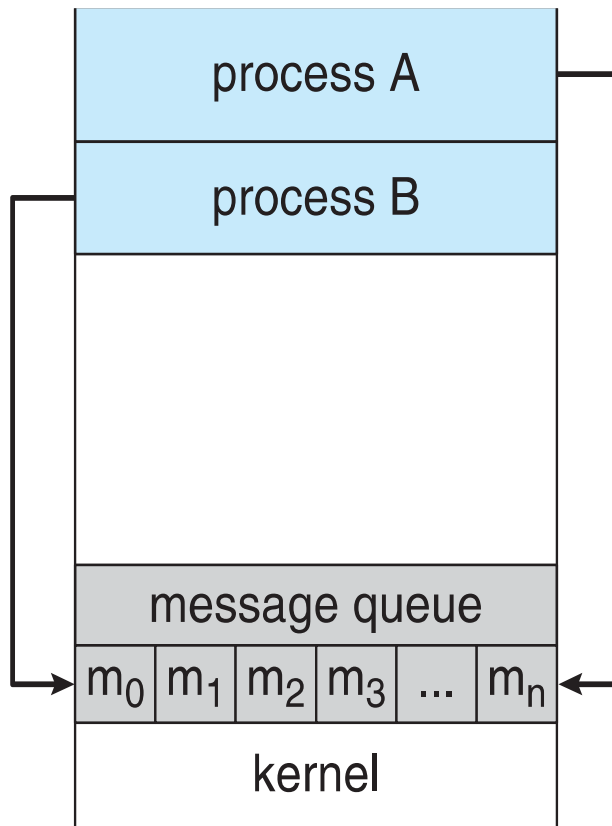 process A
process B
message queue
m₀ m₁ m₂ m₃ ... mₙ
kernel